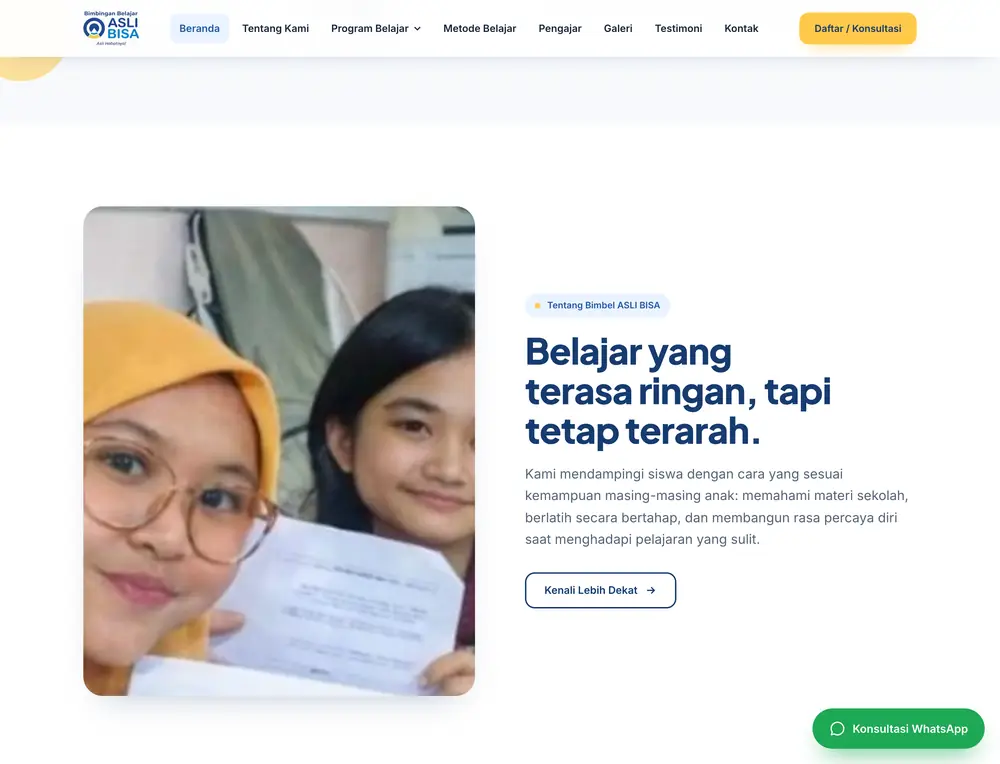 Bimbingan Belajar
ASLI
BISA
Beranda
Tentang Kami
Program Belajar
Metode Belajar
Pengajar
Galeri
Testimoni
Kontak
Daftar / Konsultasi
Tentang Bimbel ASLI BISA
Belajar yang
terasa ringan, tapi
tetap terarah.
Kami mendampingi siswa dengan cara yang sesuai
kemampuan masing-masing anak: memahami materi sekolah,
berlatih secara bertahap, dan membangun rasa percaya diri
saat menghadapi pelajaran yang sulit.
Kenali Lebih Dekat →
Konsultasi WhatsApp